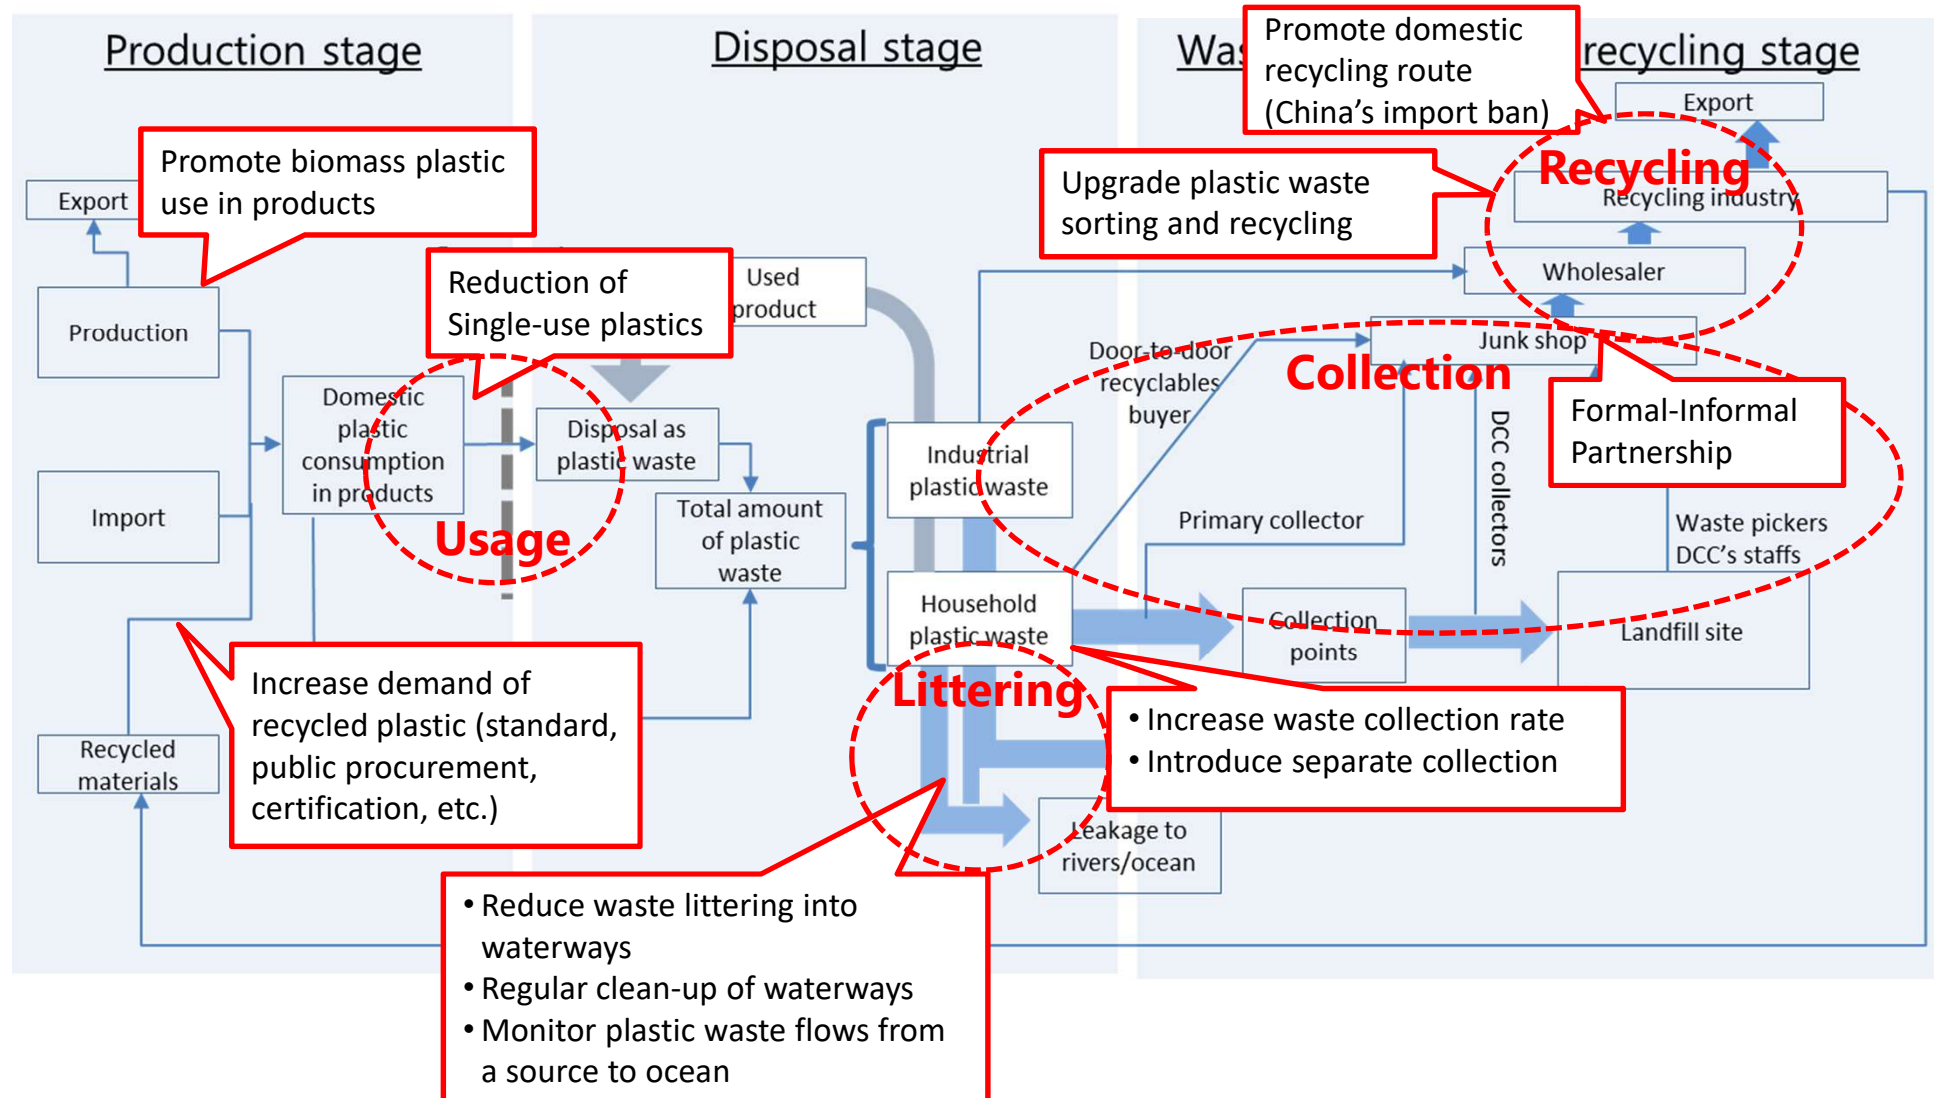 Production stage
Disposal stage
Was
recycling stage
Promote domestic
recycling route
(China's import ban)
Export
Recycling
Recycling industry
Upgrade plastic waste
sorting and recycling
Wholesaler
Promote biomass plastic
use in products
Export
Production
Import
Reduction of
Single-use plastics
Used
product
Domestic
plastic
consumption
in products
Usage
Disposal as
plastic waste
Total amount
of plastic
waste
Industrial
plastic waste
Household
plastic waste
Door-to-door
recyclables
buyer
Junk shop
Collection
Formal-Informal
Partnership
DCC collectors
Primary collector
Waste pickers
DCC's staffs
Collection
points
Landfill site
Littering
• Increase waste collection rate
• Introduce separate collection
Increase demand of
recycled plastic (standard,
public procurement,
certification, etc.)
Recycled
materials
Leakage to
rivers/ocean
• Reduce waste littering into
waterways
• Regular clean-up of waterways
• Monitor plastic waste flows from
a source to ocean